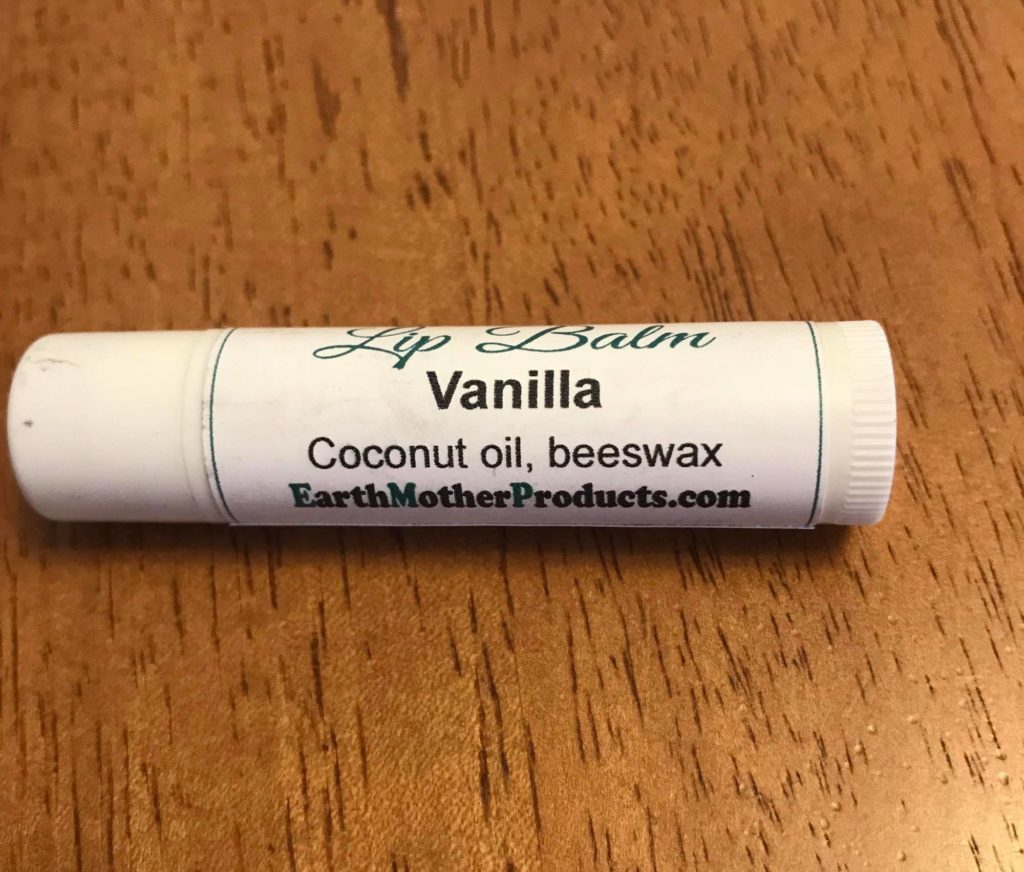 Lip Balm
Vanilla
Coconut oil, beeswax
EarthMotherProducts.com